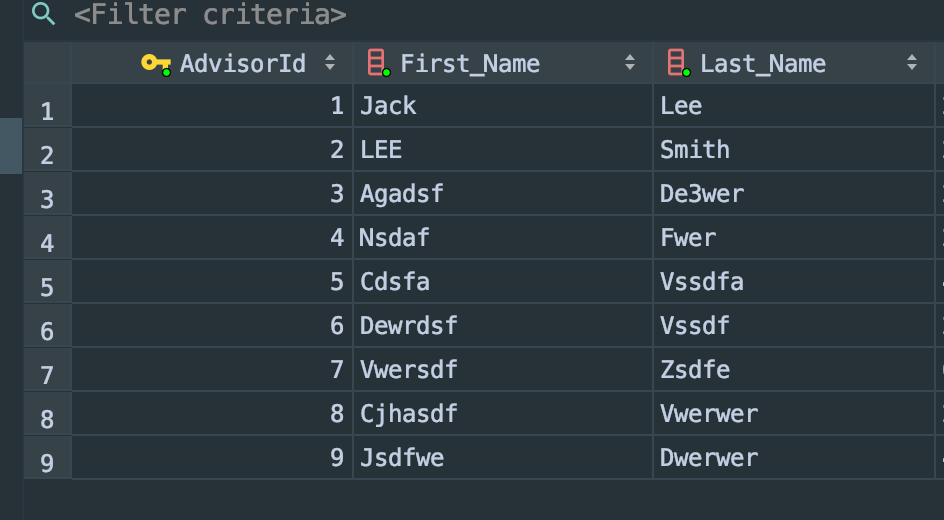 <Filter criteria>
AdvisorId First_Name Last_Name
1 1 Jack Lee
2 2 LEE Smith
3 3 Agadsf De3wer
4 4 Nsdaf Fwer
5 5 Cdsfa Vssdfa
6 6 Dewrdsf Vssdf
7 7 Vwersdf Zsdfe
8 8 Cjhasdf Vwerwer
9 9 Jsdfwe Dwerwer